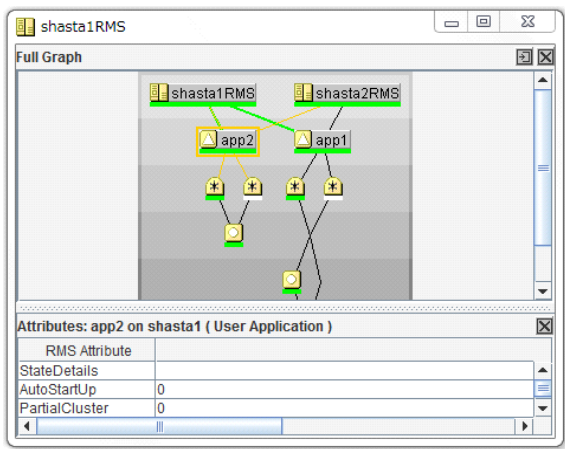 shasta1RMS
Full Graph
shasta1RMS shasta2RMS
app2 app1
Attributes: app2 on shasta1 ( User Application )
RMS Attribute
StateDetails
AutoStartUp 0
PartialCluster 0